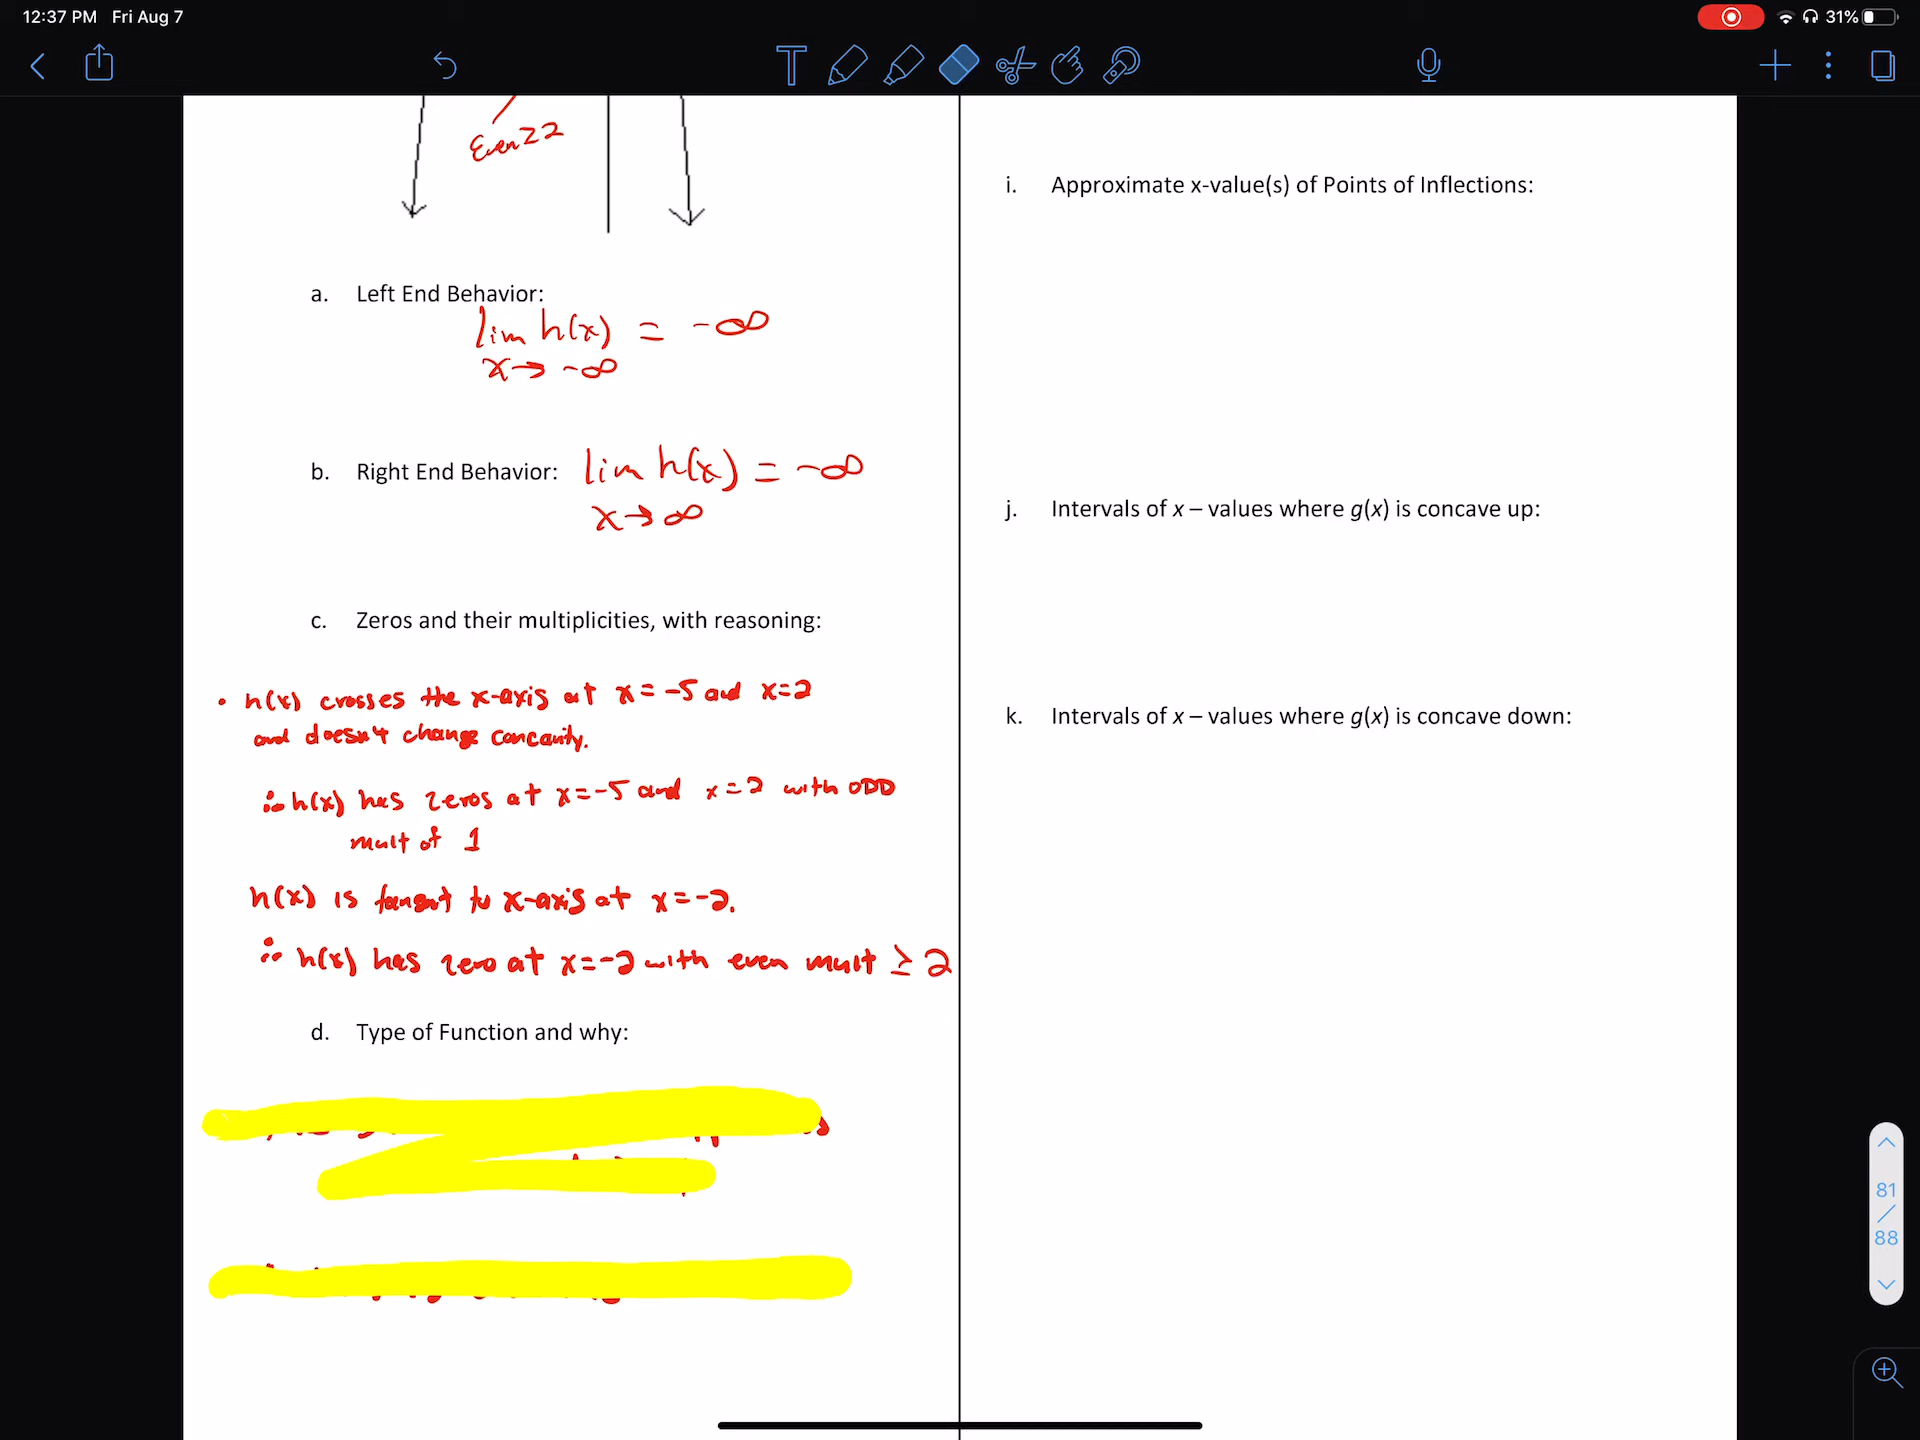 12:37 PM Fri Aug 7
31%
Even ≥ 2
a. Left End Behavior:
lim h(x) = -∞
x→ -∞
b. Right End Behavior: lim h(x) = -∞
x→∞
c. Zeros and their multiplicities, with reasoning:
• h(x) crosses the x-axis at x = -5 and x=2
and doesn't change concavity.
∴ h(x) has zeros at x=-5 and x=2 with ODD
mult of 1
h(x) is tangent to x-axis at x=-2.
∴ h(x) has zero at x=-2 with even mult ≥ 2
d. Type of Function and why:
i. Approximate x-value(s) of Points of Inflections:
j. Intervals of x – values where g(x) is concave up:
k. Intervals of x – values where g(x) is concave down:
81
/
88